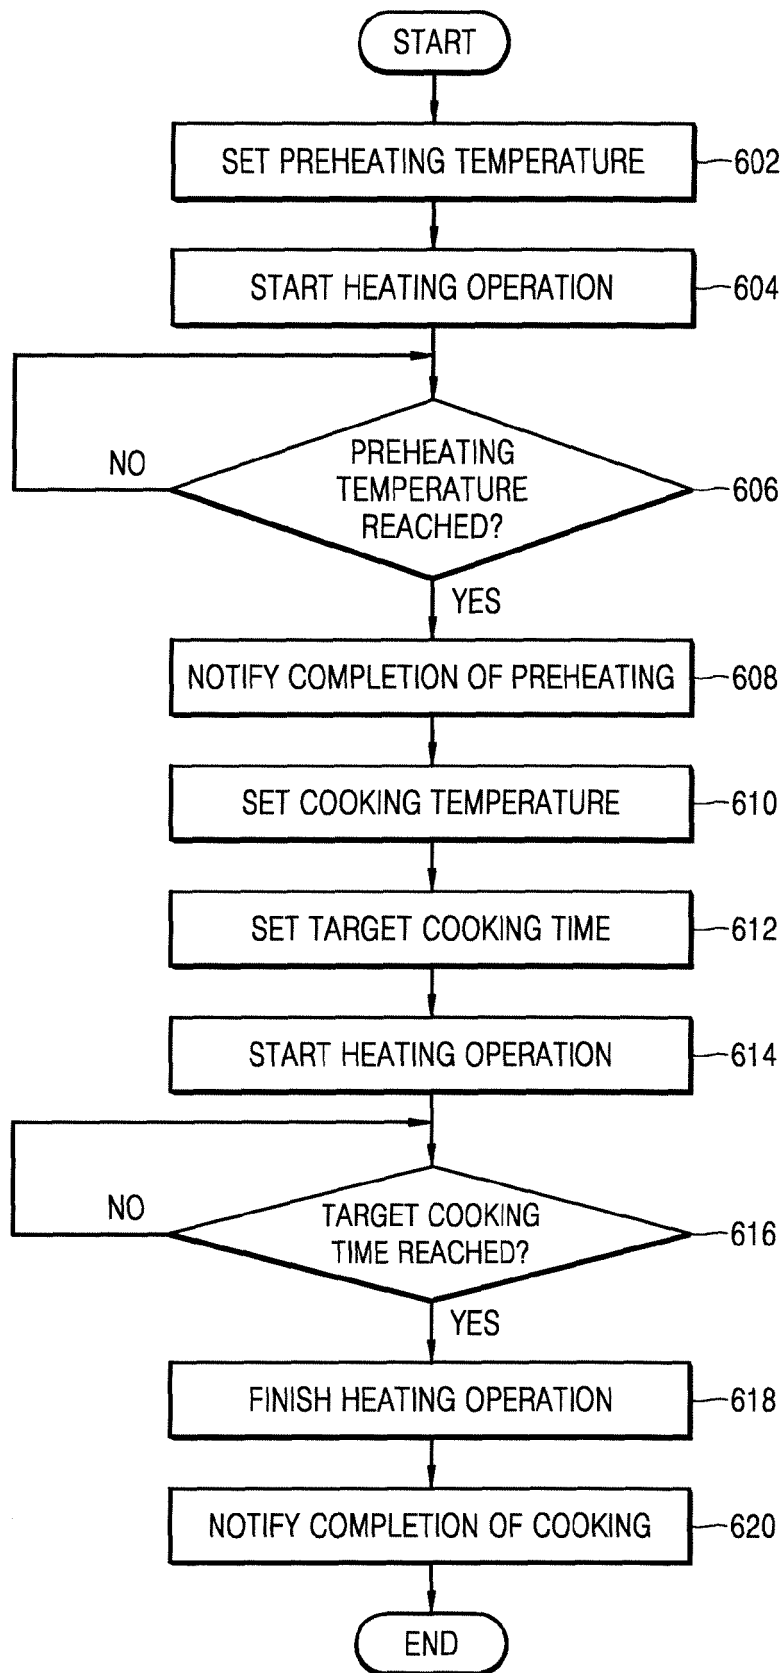 START
SET PREHEATING TEMPERATURE
602
START HEATING OPERATION
604
PREHEATING
TEMPERATURE
REACHED?
606
NO
YES
NOTIFY COMPLETION OF PREHEATING
608
SET COOKING TEMPERATURE
610
SET TARGET COOKING TIME
612
START HEATING OPERATION
614
TARGET COOKING
TIME REACHED?
616
NO
YES
FINISH HEATING OPERATION
618
NOTIFY COMPLETION OF COOKING
620
END